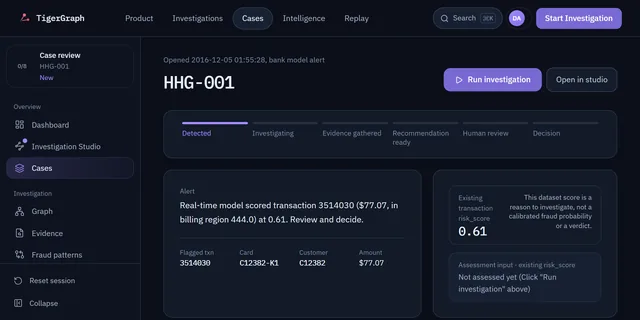 TigerGraph
Product
Investigations
Cases
Intelligence
Replay
Search
⌘K
DA
Start Investigation
Case review
0/8
HHG-001
New
Overview
Dashboard
Investigation Studio
Cases
Investigation
Graph
Evidence
Fraud patterns
Reset session
Collapse
Opened 2016-12-05 01:55:28, bank model alert
HHG-001
Run investigation
Open in studio
Detected
Investigating
Evidence gathered
Recommendation
ready
Human review
Decision
Alert
Real-time model scored transaction 3514030 ($77.07, in
billing region 444.0) at 0.61. Review and decide.
Flagged txn
Card
Customer
Amount
3514030
C12382-K1
C12382
$77.07
Existing
transaction
risk_score
0.61
This dataset score is a
reason to investigate, not a
calibrated fraud probability
or a verdict.
Assessment input · existing risk_score
Not assessed yet (Click "Run
investigation" above)